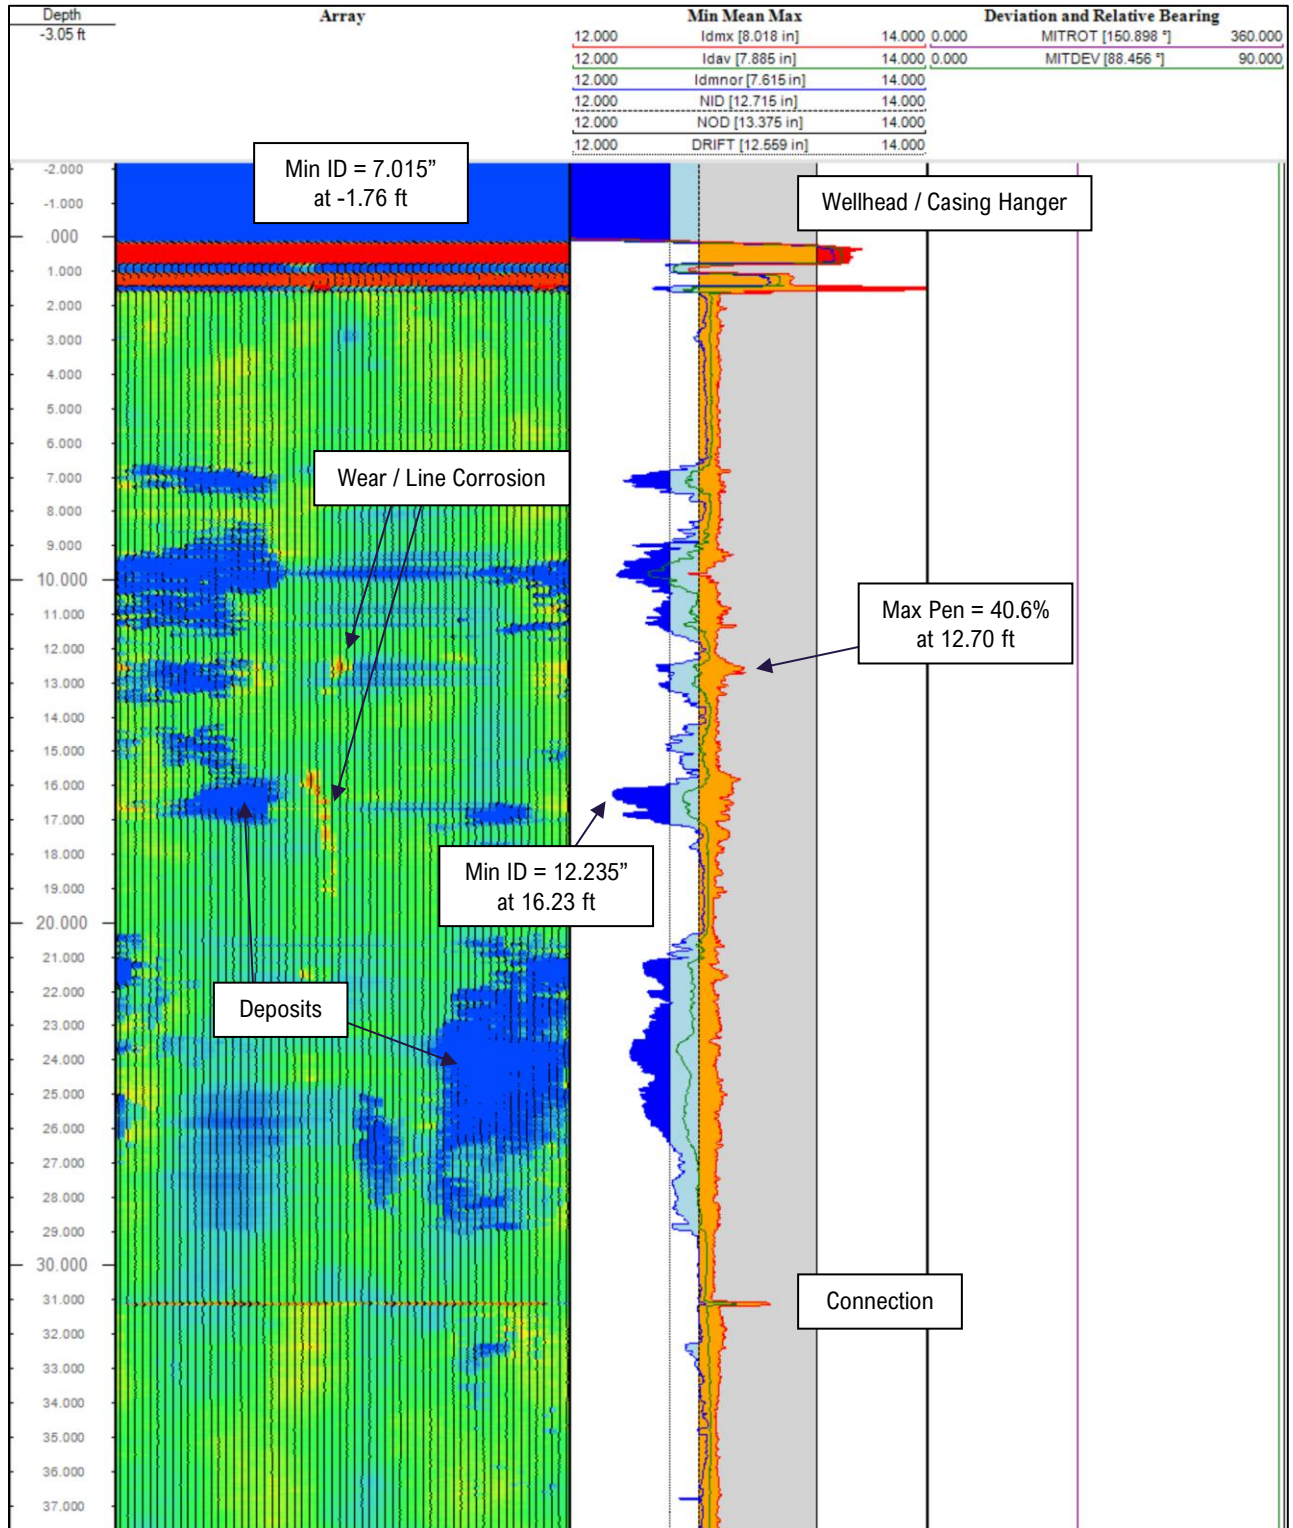 Depth
-3.05 ft
Array
Min Mean Max
Deviation and Relative Bearing
12.000 Idmx [8.018 in] 14.000
0.000 MITROT [150.898 °] 360.000
12.000 Idav [7.885 in] 14.000
0.000 MITDEV [88.456 °] 90.000
12.000 Idmnor [7.615 in] 14.000
12.000 NID [12.715 in] 14.000
12.000 NOD [13.375 in] 14.000
12.000 DRIFT [12.559 in] 14.000
-2.000
Min ID = 7.015”
at -1.76 ft
Wellhead / Casing Hanger
-1.000
.000
1.000
2.000
3.000
4.000
5.000
6.000
7.000
Wear / Line Corrosion
8.000
9.000
10.000
11.000
Max Pen = 40.6%
at 12.70 ft
12.000
13.000
14.000
15.000
16.000
17.000
18.000
Min ID = 12.235”
at 16.23 ft
19.000
20.000
21.000
22.000
Deposits
23.000
24.000
25.000
26.000
27.000
28.000
29.000
30.000
31.000
Connection
32.000
33.000
34.000
35.000
36.000
37.000